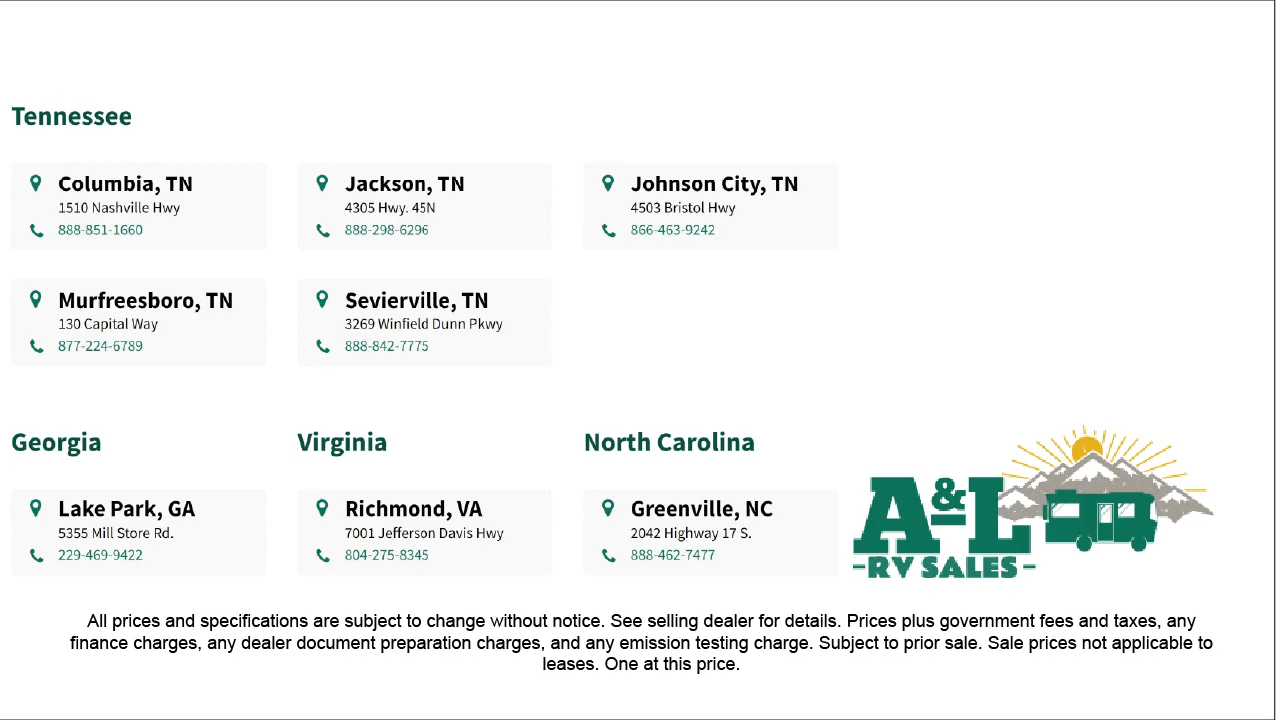 Tennessee
Columbia, TN
1510 Nashville Hwy
888-851-1660
Jackson, TN
4305 Hwy. 45N
888-298-6296
Johnson City, TN
4503 Bristol Hwy
866-463-9242
Murfreesboro, TN
130 Capital Way
877-224-6789
Sevierville, TN
3269 Winfield Dunn Pkwy
888-842-7775
Georgia
Lake Park, GA
5355 Mill Store Rd.
229-469-9422
Virginia
Richmond, VA
7001 Jefferson Davis Hwy
804-275-8345
North Carolina
Greenville, NC
2042 Highway 17 S.
888-462-7477
A&L
-RV SALES-
All prices and specifications are subject to change without notice. See selling dealer for details. Prices plus government fees and taxes, any
finance charges, any dealer document preparation charges, and any emission testing charge. Subject to prior sale. Sale prices not applicable to
leases. One at this price.